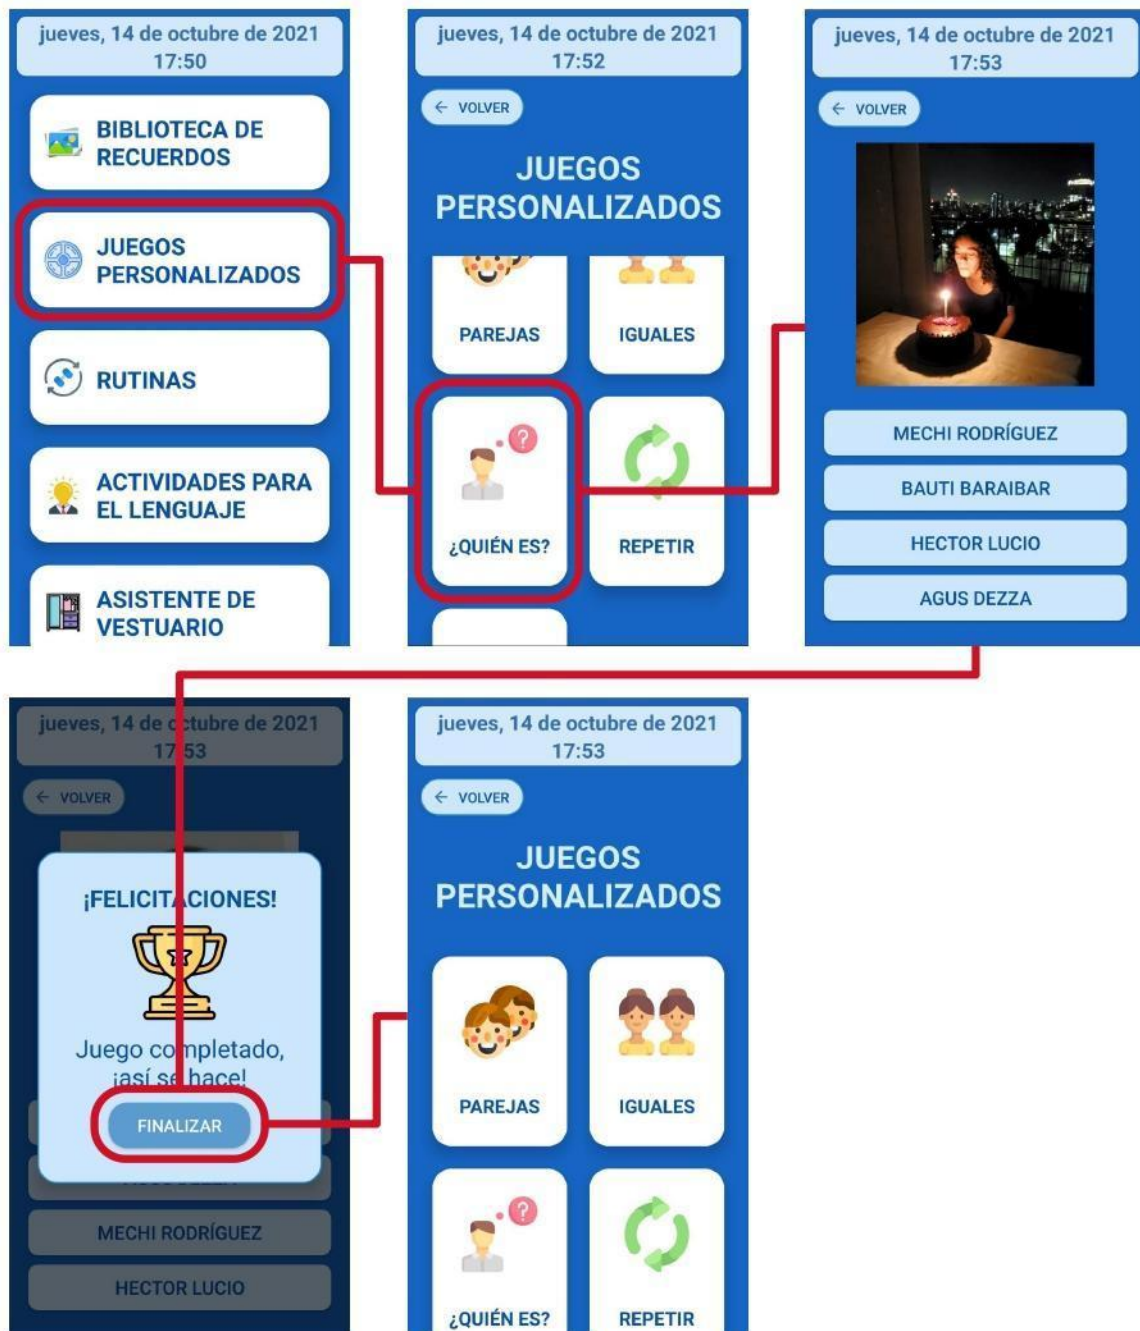 jueves, 14 de octubre de 2021
17:50
BIBLIOTECA DE
RECUERDOS
JUEGOS
PERSONALIZADOS
RUTINAS
ACTIVIDADES PARA
EL LENGUAJE
ASISTENTE DE
VESTUARIO
jueves, 14 de octubre de 2021
17:52
← VOLVER
JUEGOS
PERSONALIZADOS
PAREJAS
IGUALES
¿QUIÉN ES?
REPETIR
jueves, 14 de octubre de 2021
17:53
← VOLVER
MECHI RODRÍGUEZ
BAUTI BARAIBAR
HECTOR LUCIO
AGUS DEZZA
jueves, 14 de octubre de 2021
17:53
← VOLVER
¡FELICITACIONES!
Juego completado,
¡así se hace!
FINALIZAR
AGUS DEZZA
MECHI RODRÍGUEZ
HECTOR LUCIO
jueves, 14 de octubre de 2021
17:53
← VOLVER
JUEGOS
PERSONALIZADOS
PAREJAS
IGUALES
¿QUIÉN ES?
REPETIR